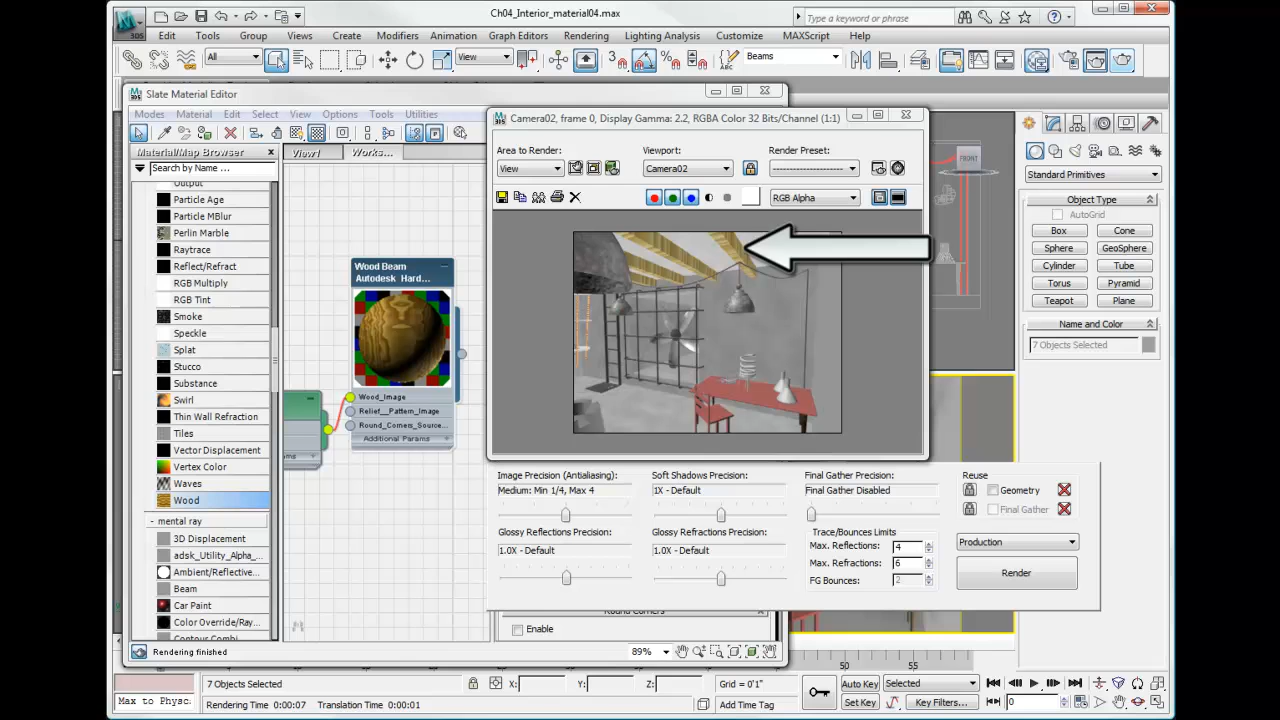 Ch04_Interior_material04.max
Type a keyword or phrase
3DS
Edit Tools Group Views Create Modifiers Animation Graph Editors Rendering Lighting Analysis Customize MAXScript Help
All View Beams
Slate Material Editor
Modes Material Edit Select View Options Tools Utilities
Material/Map Browser
View1 Works...
Search by Name ...
Output
Particle Age
Particle MBlur
Perlin Marble
Raytrace
Reflect/Refract
RGB Multiply
RGB Tint
Smoke
Speckle
Splat
Stucco
Substance
Swirl
Thin Wall Refraction
Tiles
Vector Displacement
Vertex Color
Waves
Wood
- mental ray
3D Displacement
adsk_Utility_Alpha_...
Ambient/Reflective...
Beam
Car Paint
Color Override/Ray...
Contour Combi...
Wood Beam
Autodesk Hard...
Wood_Image
Relief__Pattern_Image
Round_Corners_Source...
Additional Params
Camera02, frame 0, Display Gamma: 2.2, RGBA Color 32 Bits/Channel (1:1)
Area to Render: Viewport: Render Preset:
View Camera02
RGB Alpha
Image Precision (Antialiasing): Soft Shadows Precision: Final Gather Precision: Reuse
Medium: Min 1/4, Max 4 1X - Default Final Gather Disabled Geometry
Final Gather
Glossy Reflections Precision: Glossy Refractions Precision: Trace/Bounces Limits
1.0X - Default 1.0X - Default Max. Reflections: 4 Production
Max. Refractions: 6
FG Bounces: 2 Render
Round Corners
Enable
Rendering finished 89%
FRONT
Standard Primitives
Object Type
AutoGrid
Box Cone
Sphere GeoSphere
Cylinder Tube
Torus Pyramid
Teapot Plane
Name and Color
7 Objects Selected
50 55
7 Objects Selected X: Y: Z: Grid = 0'1" Auto Key Selected
Max to Physc Rendering Time 0:00:07 Translation Time 0:00:01 Add Time Tag Set Key Key Filters... 0